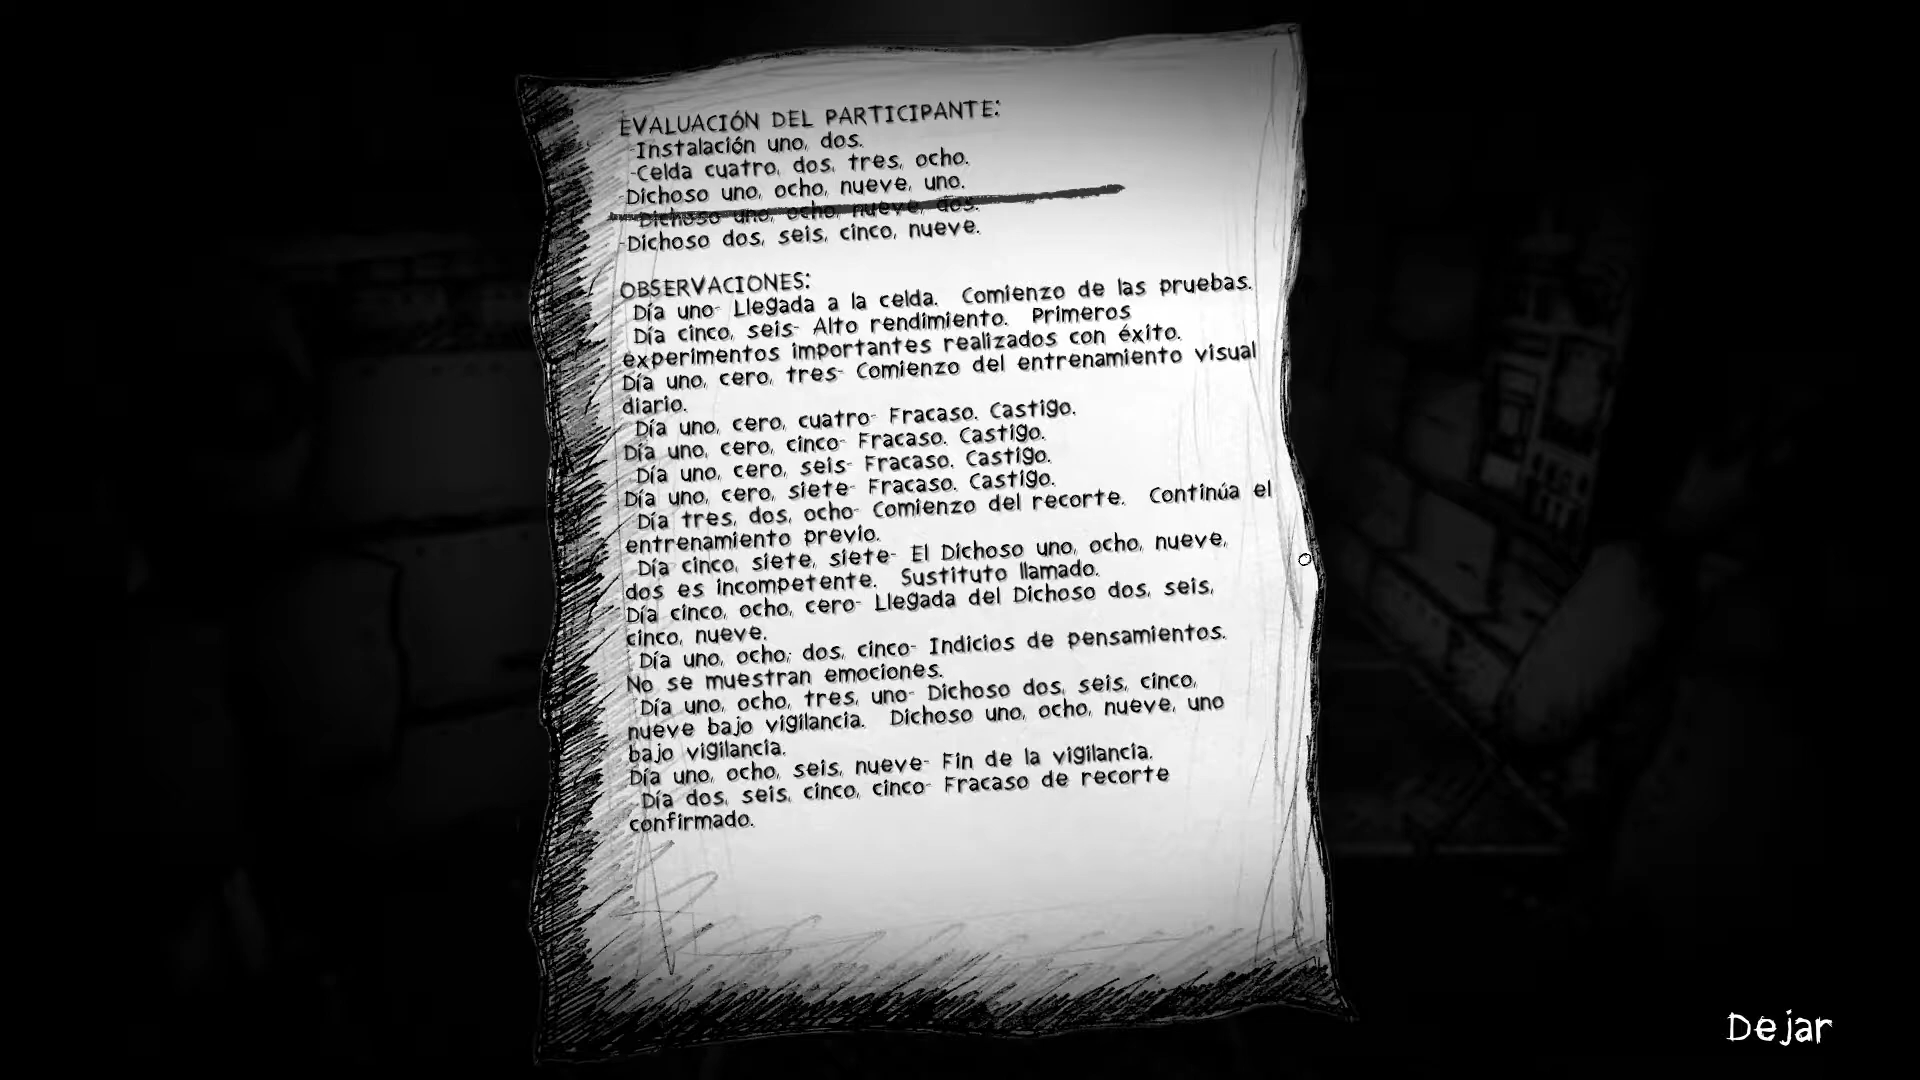 EVALUACIÓN DEL PARTICIPANTE:
-Instalación uno, dos.
-Celda cuatro, dos, tres, ocho.
Dichoso uno, ocho, nueve, uno.
-Dichoso uno, ocho, nueve, dos.
-Dichoso dos, seis, cinco, nueve.
OBSERVACIONES:
Día uno- Llegada a la celda. Comienzo de las pruebas.
Día cinco, seis- Alto rendimiento. Primeros
experimentos importantes realizados con éxito.
Día uno, cero, tres- Comienzo del entrenamiento visual
diario.
Día uno, cero, cuatro- Fracaso. Castigo.
Día uno, cero, cinco- Fracaso. Castigo.
Día uno, cero, seis- Fracaso. Castigo.
Día uno, cero, siete- Fracaso. Castigo.
Día tres, dos, ocho- Comienzo del recorte. Continúa el
entrenamiento previo.
Día cinco, siete, siete- El Dichoso uno, ocho, nueve,
dos es incompetente. Sustituto llamado.
Día cinco, ocho, cero- Llegada del Dichoso dos, seis,
cinco, nueve.
Día uno, ocho, dos, cinco- Indicios de pensamientos.
No se muestran emociones.
Día uno, ocho, tres, uno- Dichoso dos, seis, cinco,
nueve bajo vigilancia. Dichoso uno, ocho, nueve, uno
bajo vigilancia.
Día uno, ocho, seis, nueve- Fin de la vigilancia.
Día dos, seis, cinco, cinco- Fracaso de recorte
confirmado.
Dejar